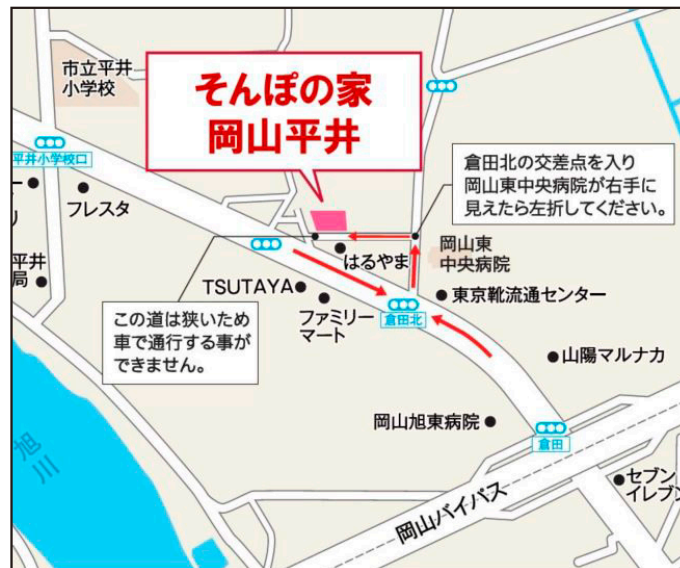 市立平井
小学校
そんぽの家
岡山平井
平井小学校口
フレスタ
倉田北の交差点を入り
岡山東中央病院が右手に
見えたら左折してください。
はるやま
岡山東
中央病院
平井
局
TSUTAYA
ファミリー
マート
東京靴流通センター
倉田北
この道は狭いため
車で通行する事が
できません。
山陽マルナカ
岡山旭東病院
倉田
旭川
岡山バイパス
セブン
イレブン